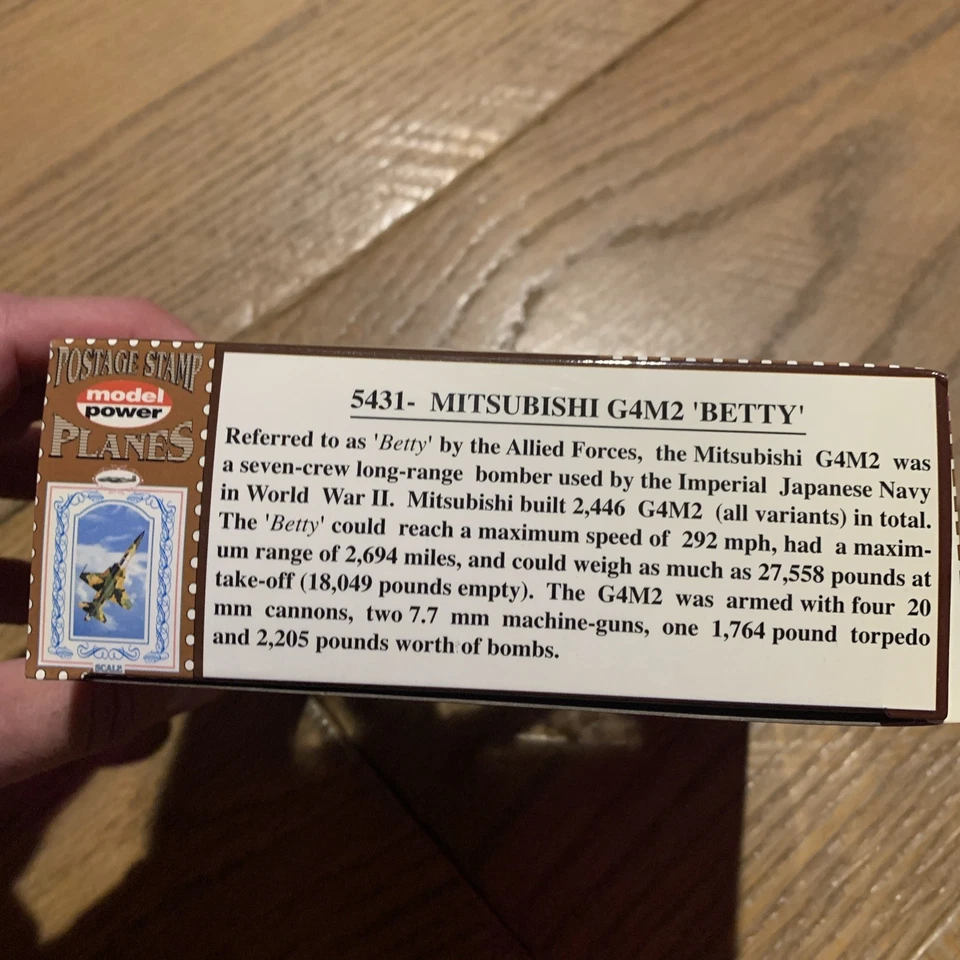 POSTAGE STAMP
model
power
PLANES
SCALE
5431- MITSUBISHI G4M2 'BETTY'
Referred to as 'Betty' by the Allied Forces, the Mitsubishi G4M2 was
a seven-crew long-range bomber used by the Imperial Japanese Navy
in World War II. Mitsubishi built 2,446 G4M2 (all variants) in total.
The 'Betty' could reach a maximum speed of 292 mph, had a maxim-
um range of 2,694 miles, and could weigh as much as 27,558 pounds at
take-off (18,049 pounds empty). The G4M2 was armed with four 20
mm cannons, two 7.7 mm machine-guns, one 1,764 pound torpedo
and 2,205 pounds worth of bombs.